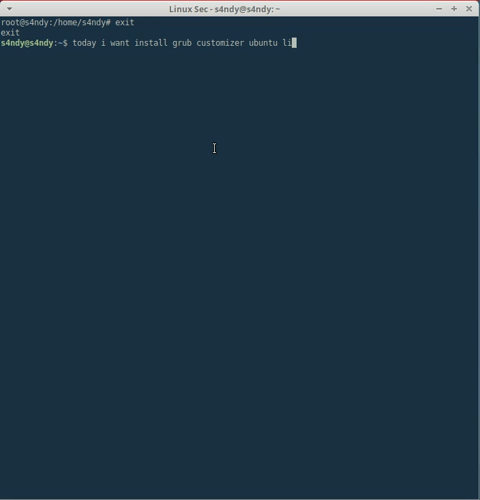 Linux Sec - s4ndy@s4ndy: ~
root@s4ndy:/home/s4ndy# exit
exit
s4ndy@s4ndy:~$ today i want install grub customizer ubuntu li